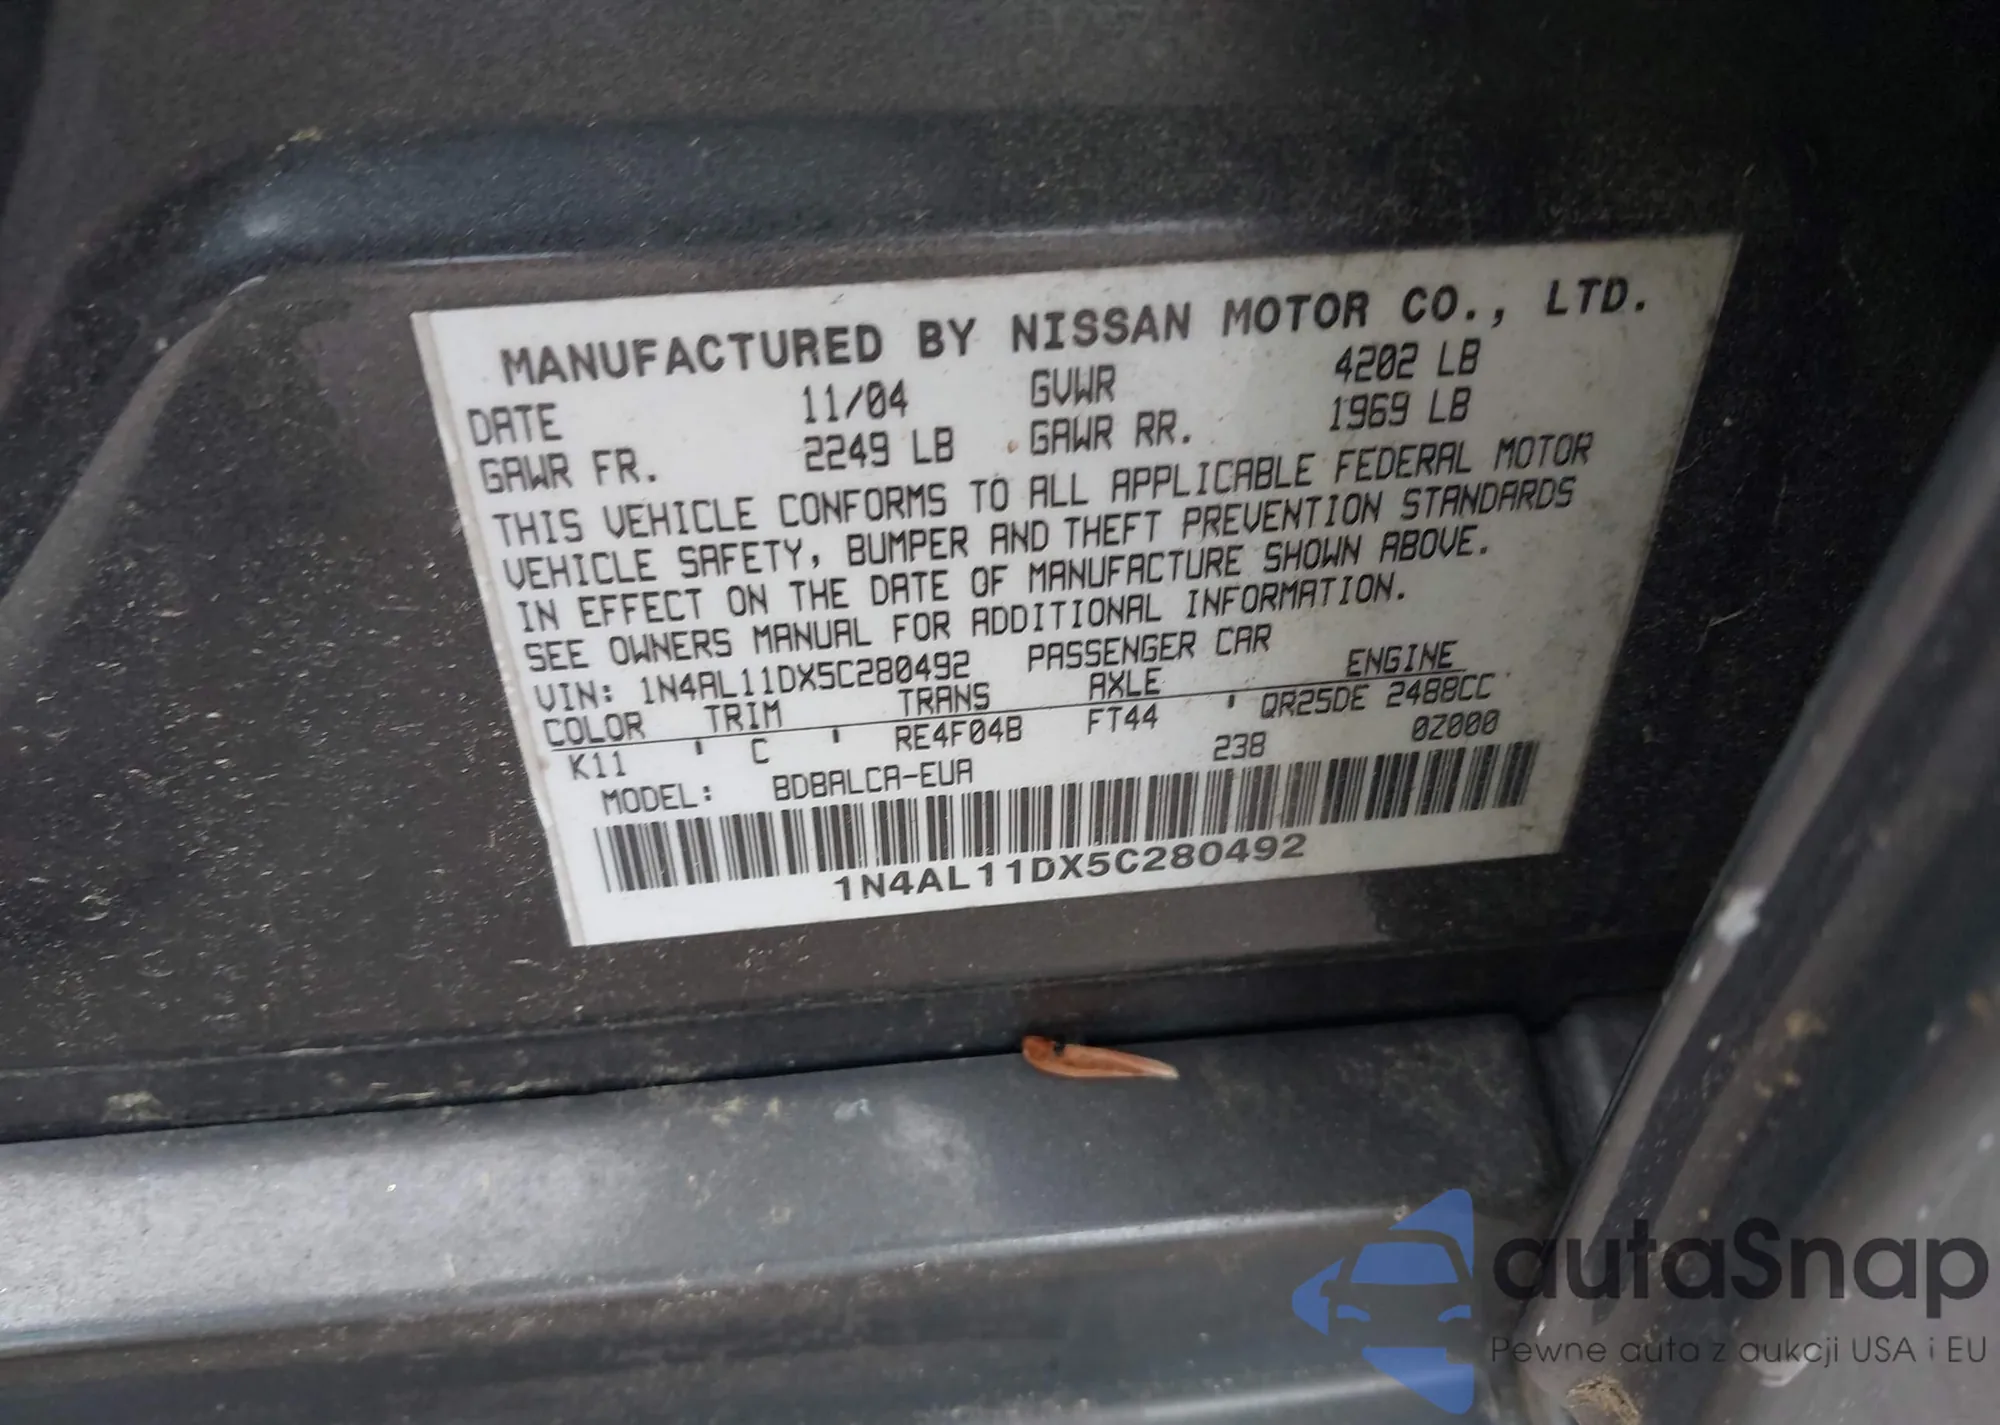 MANUFACTURED BY NISSAN MOTOR CO., LTD.
DATE 11/04 GVWR 4202 LB
GAWR FR. 2249 LB GAWR RR. 1969 LB
THIS VEHICLE CONFORMS TO ALL APPLICABLE FEDERAL MOTOR
VEHICLE SAFETY, BUMPER AND THEFT PREVENTION STANDARDS
IN EFFECT ON THE DATE OF MANUFACTURE SHOWN ABOVE.
SEE OWNERS MANUAL FOR ADDITIONAL INFORMATION.
VIN: 1N4AL11DX5C280492 PASSENGER CAR
COLOR TRIM TRANS AXLE ENGINE
K11 ' C ' RE4F04B FT44 ' QR25DE 2488CC
MODEL: BDBALCA-EUA 238 0Z000
1N4AL11DX5C280492
autaSnap
Pewne auta z aukcji USA i EU